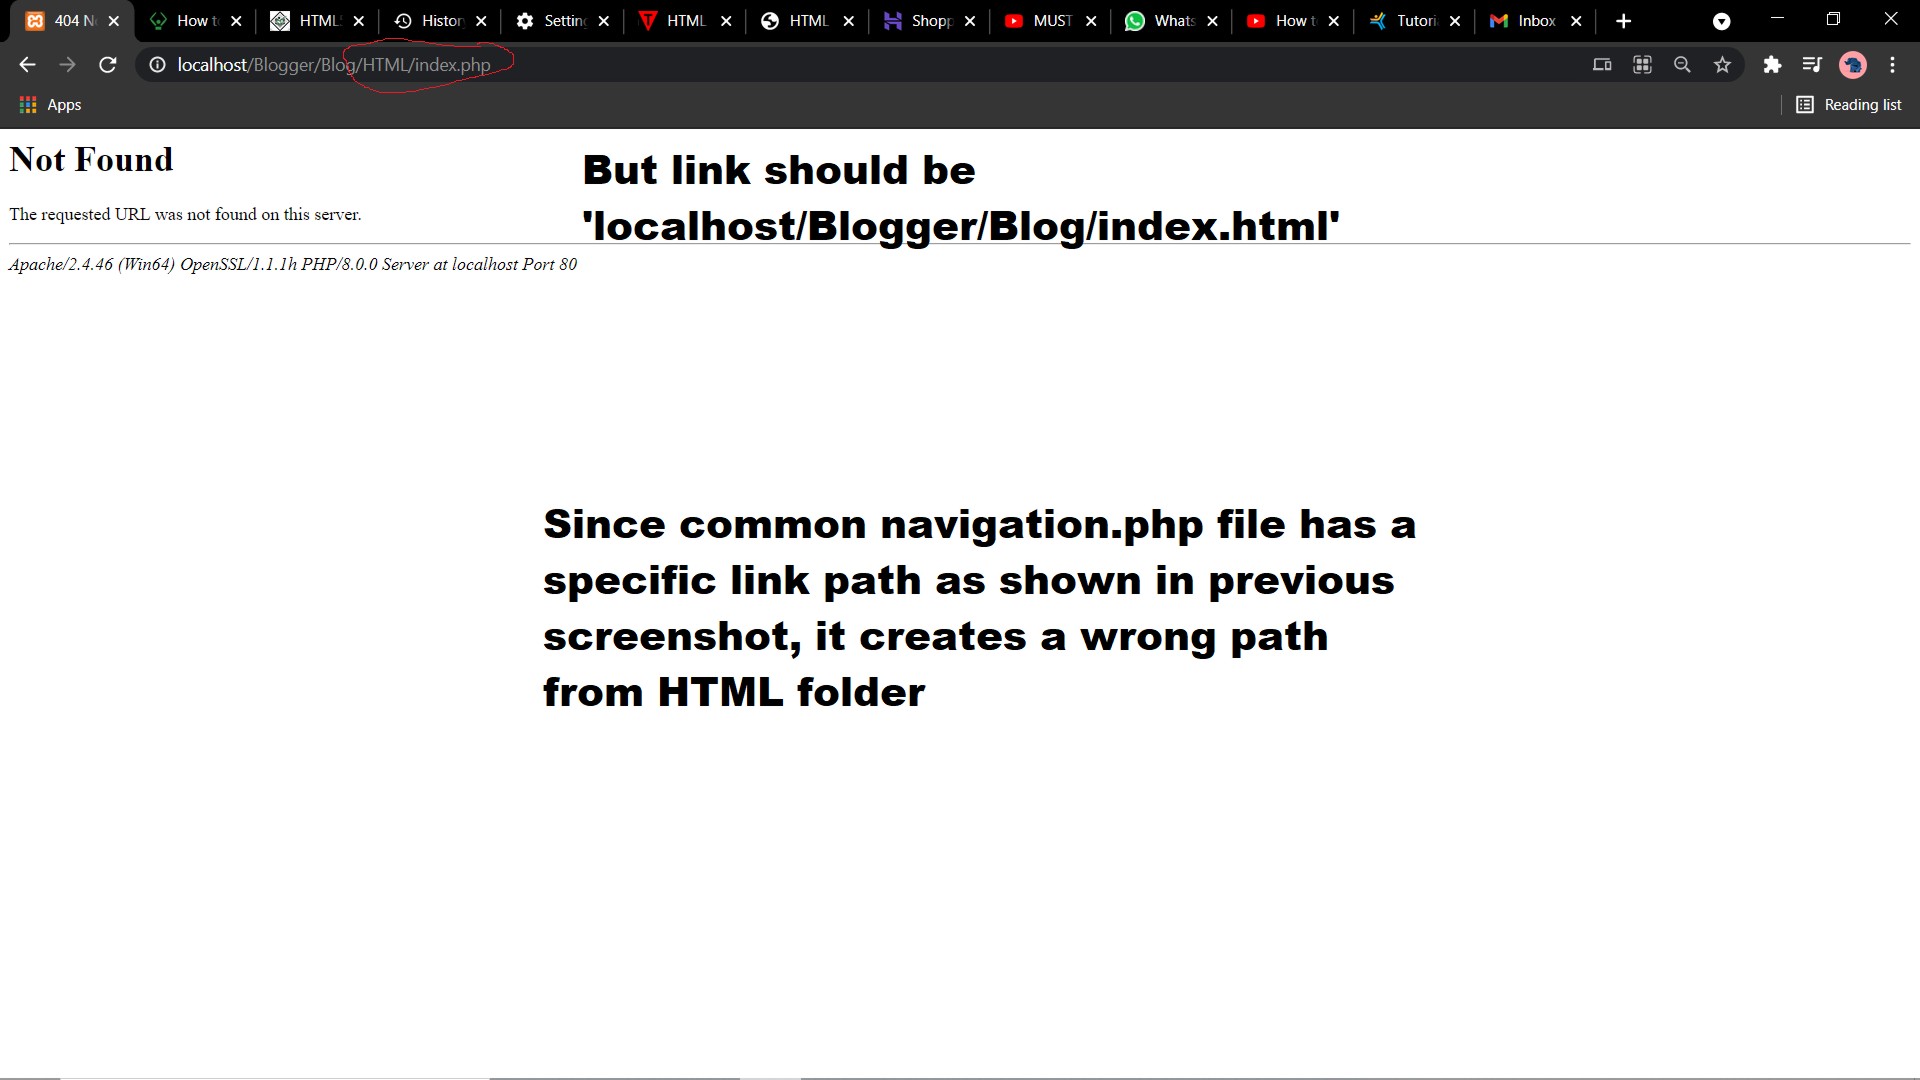 404 N
How t
HTML
Histor
Settin
HTML
HTML
Shopp
MUST
Whats
How t
Tutori
Inbox
localhost/Blogger/Blog/HTML/index.php
Apps
Reading list
Not Found
But link should be
'localhost/Blogger/Blog/index.html'
The requested URL was not found on this server.
Apache/2.4.46 (Win64) OpenSSL/1.1.1h PHP/8.0.0 Server at localhost Port 80
Since common navigation.php file has a
specific link path as shown in previous
screenshot, it creates a wrong path
from HTML folder